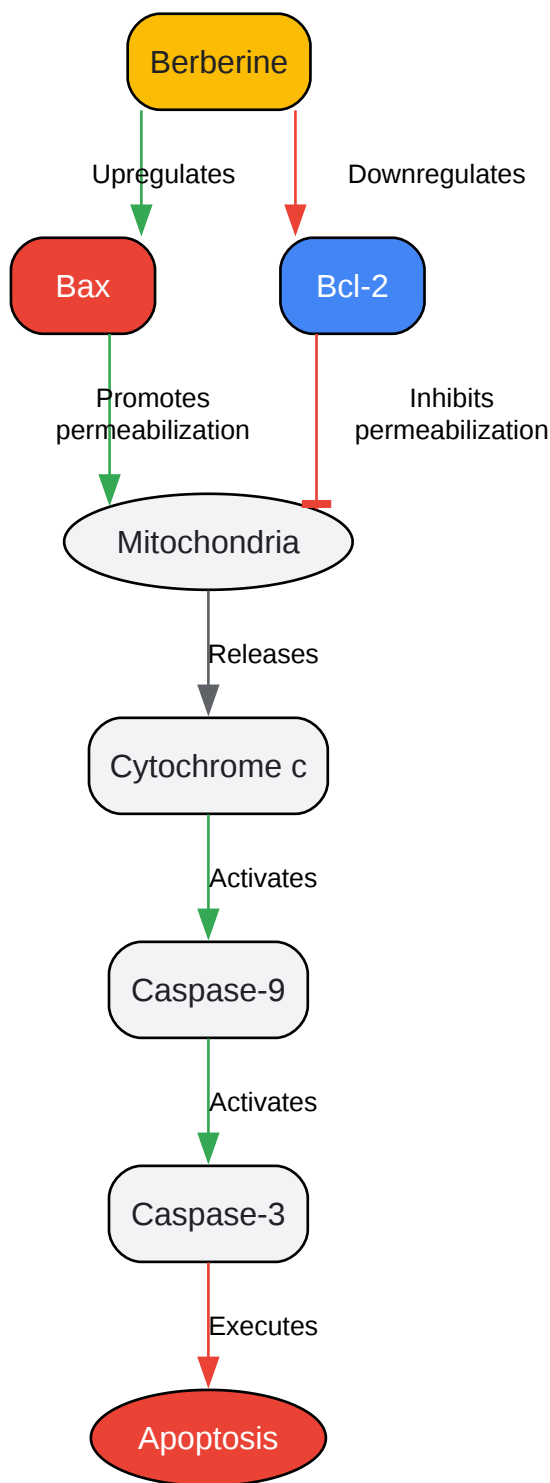 Berberine
Upregulates
Downregulates
Bax
Bcl-2
Promotes
permeabilization
Inhibits
permeabilization
Mitochondria
Releases
Cytochrome c
Activates
Caspase-9
Activates
Caspase-3
Executes
Apoptosis